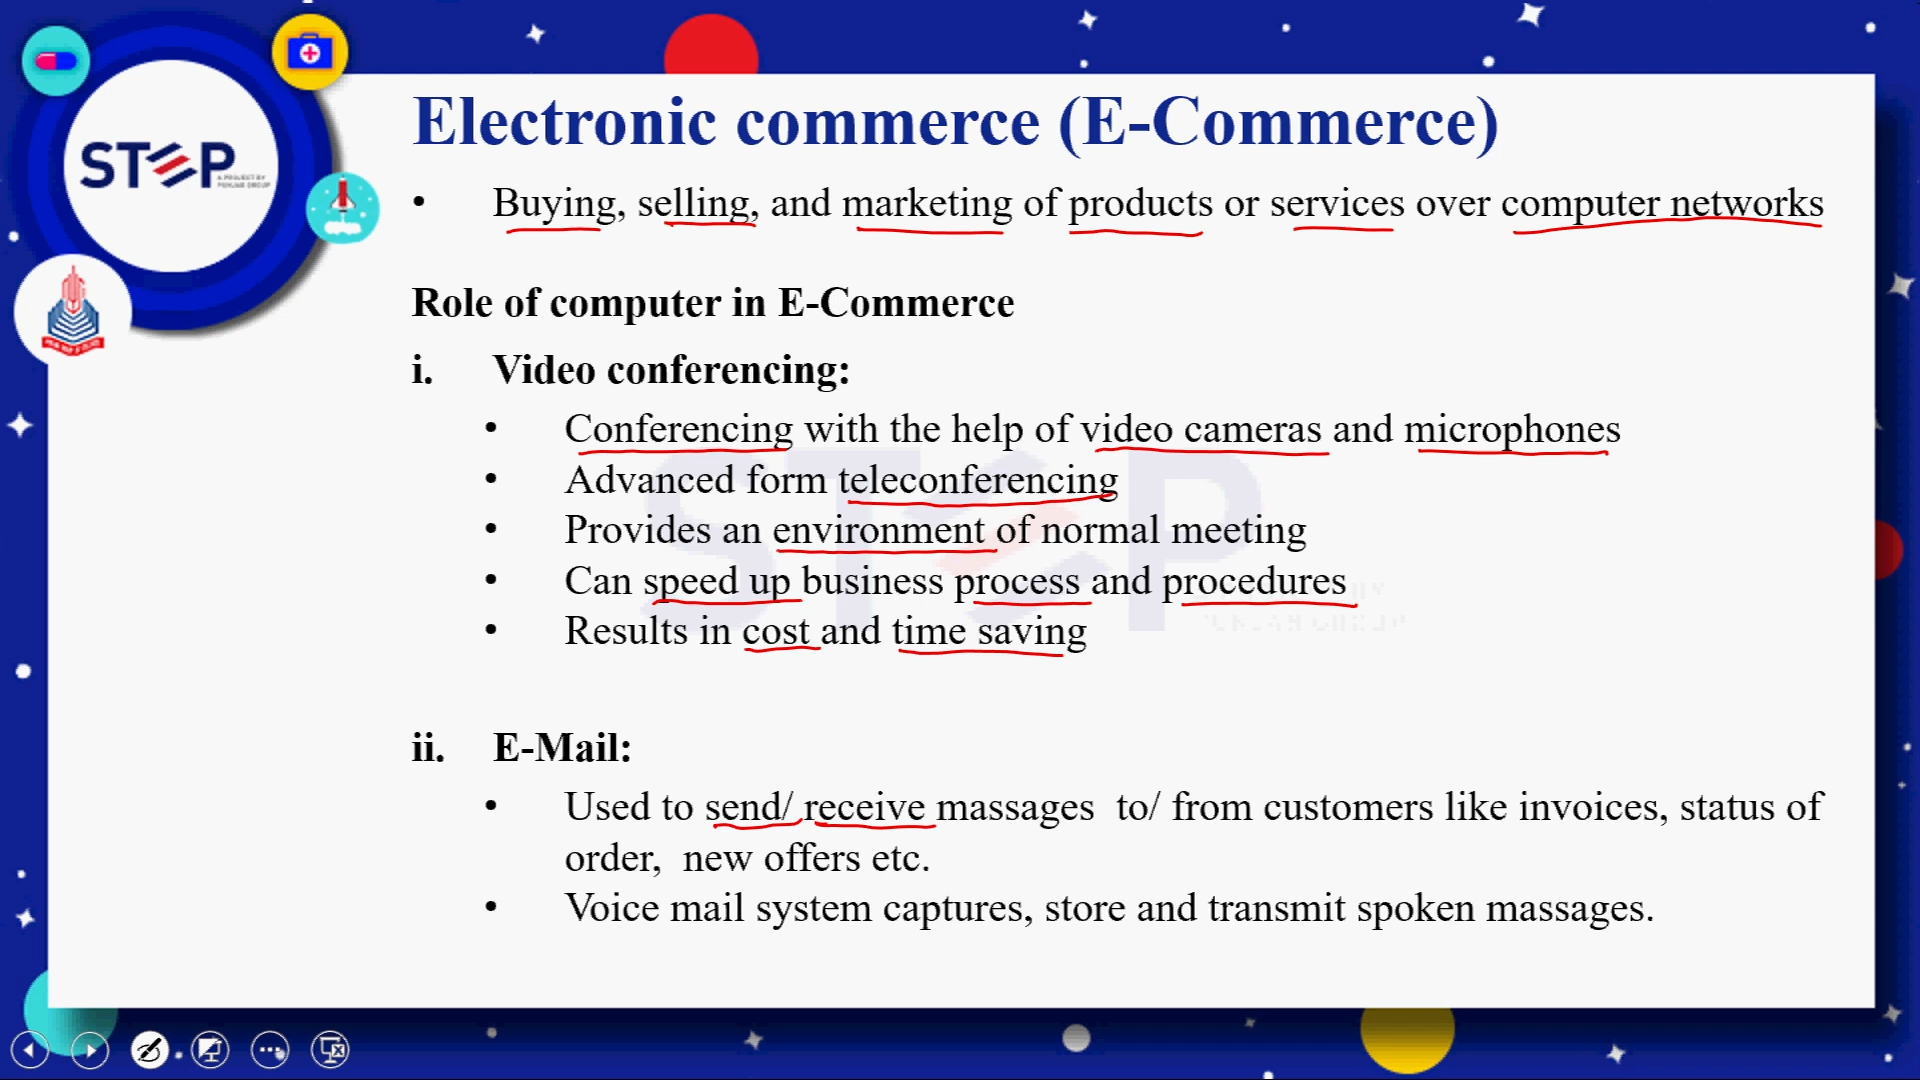 STEP
A PROJECT BY
PUNJAB GROUP
Electronic commerce (E-Commerce)
• Buying, selling, and marketing of products or services over computer networks
Role of computer in E-Commerce
i. Video conferencing:
• Conferencing with the help of video cameras and microphones
• Advanced form teleconferencing
• Provides an environment of normal meeting
• Can speed up business process and procedures
• Results in cost and time saving
ii. E-Mail:
• Used to send/ receive massages to/ from customers like invoices, status of
order, new offers etc.
• Voice mail system captures, store and transmit spoken massages.